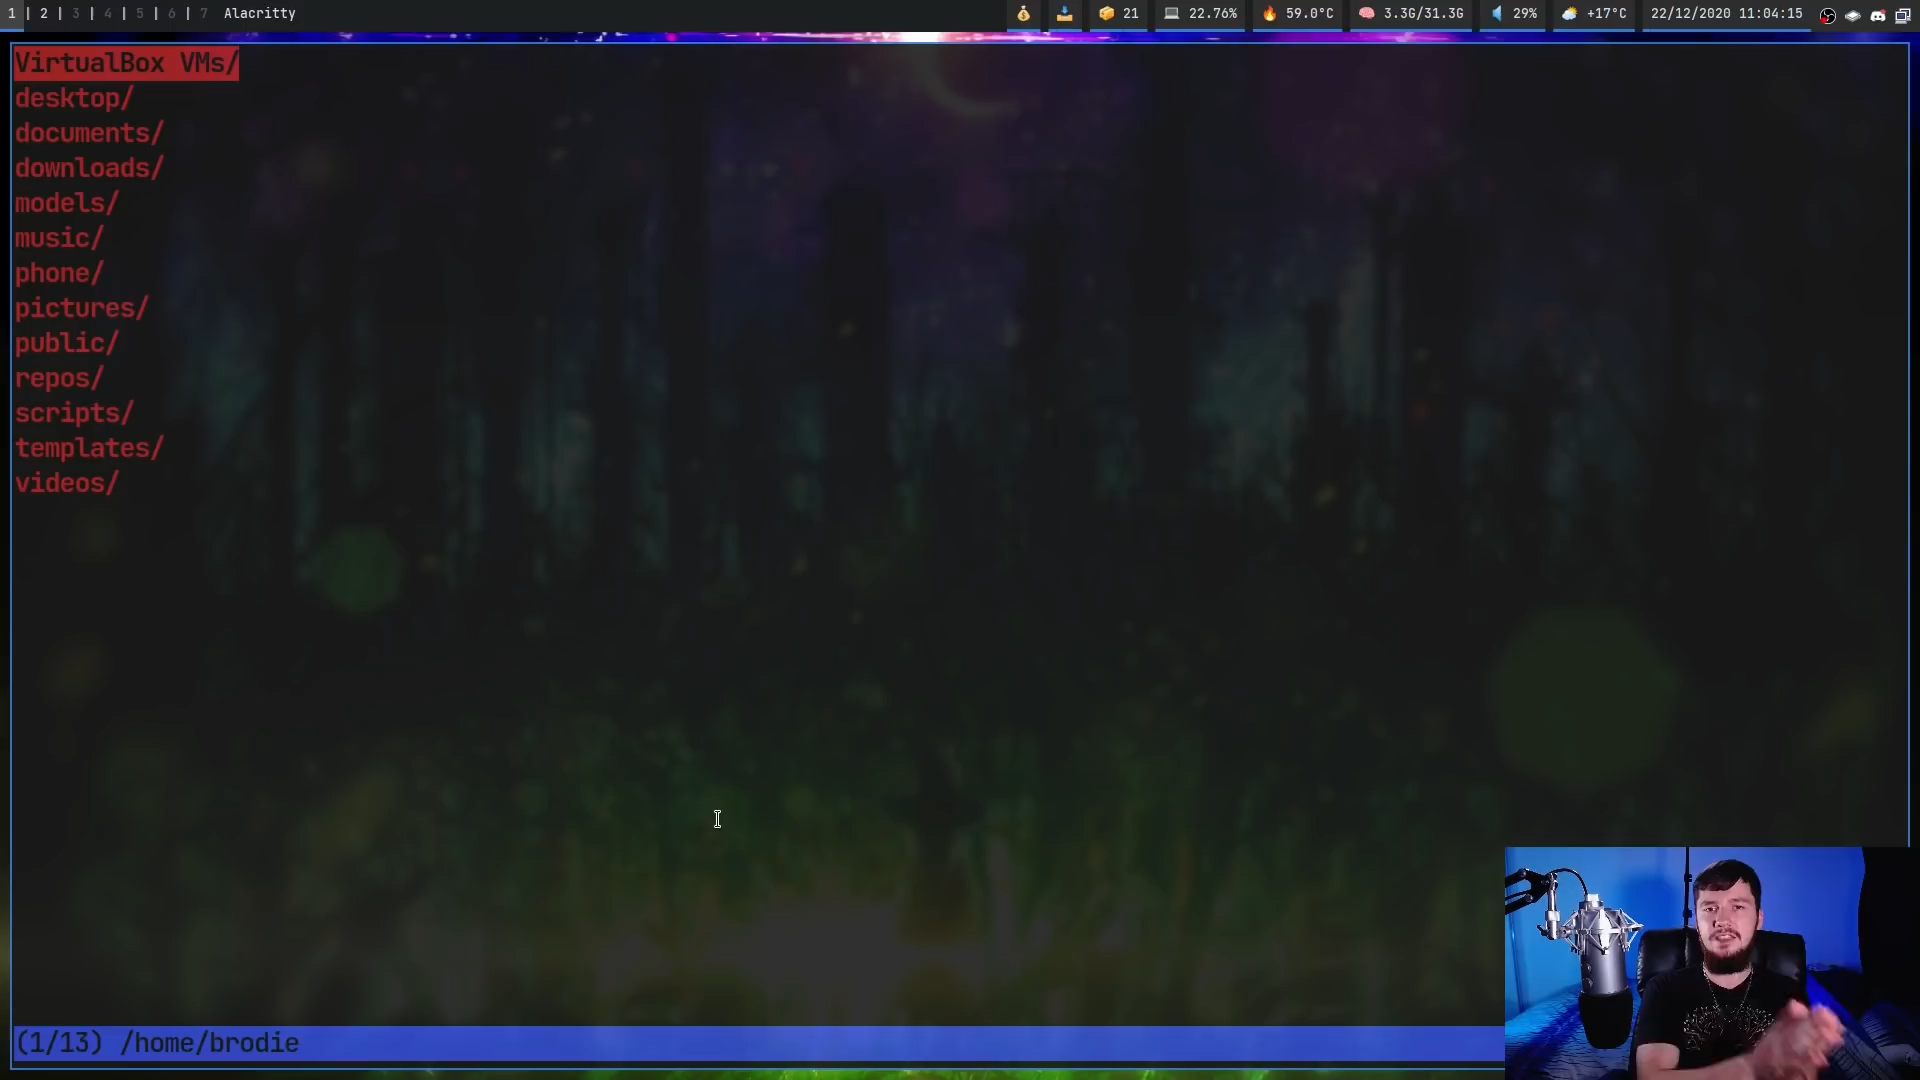 1 | 2 | 3 | 4 | 5 | 6 | 7 Alacritty 21 22.76% 59.0°C 3.3G/31.3G 29% +17°C 22/12/2020 11:04:15
VirtualBox VMs/
desktop/
documents/
downloads/
models/
music/
phone/
pictures/
public/
repos/
scripts/
templates/
videos/
(1/13) /home/brodie